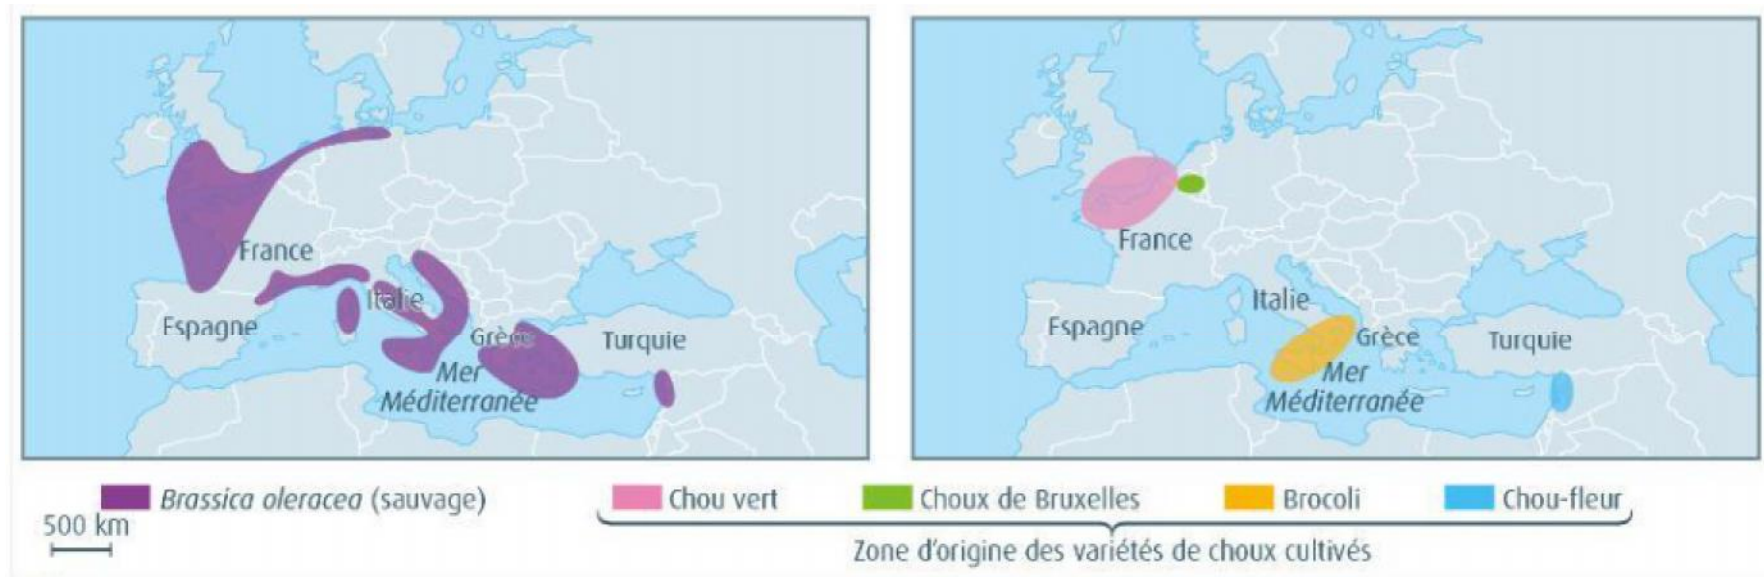 France
Italie
Espagne
Grèce
Turquie
Mer
Méditerranée
France
Italie
Espagne
Grèce
Turquie
Mer
Méditerranée
Brassica oleracea (sauvage)
Chou vert
Choux de Bruxelles
Brocoli
Chou-fleur
500 km
Zone d'origine des variétés de choux cultivés